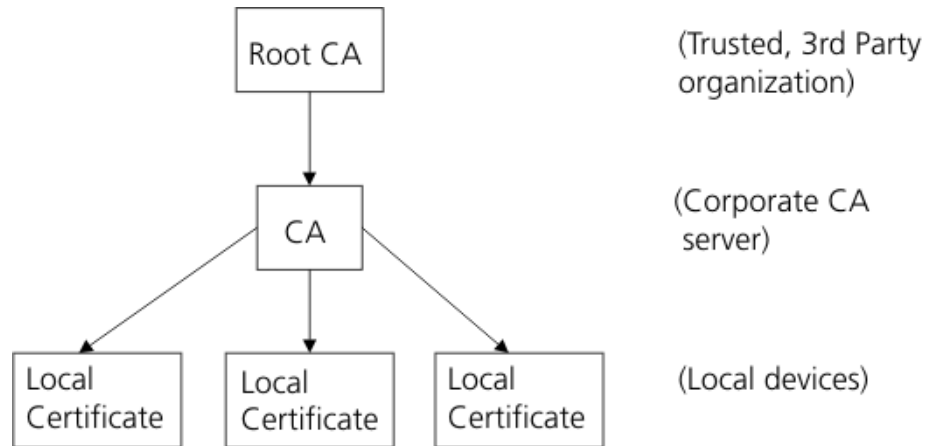 Root CA
(Trusted, 3rd Party
organization)
CA
(Corporate CA
server)
Local
Certificate
Local
Certificate
Local
Certificate
(Local devices)